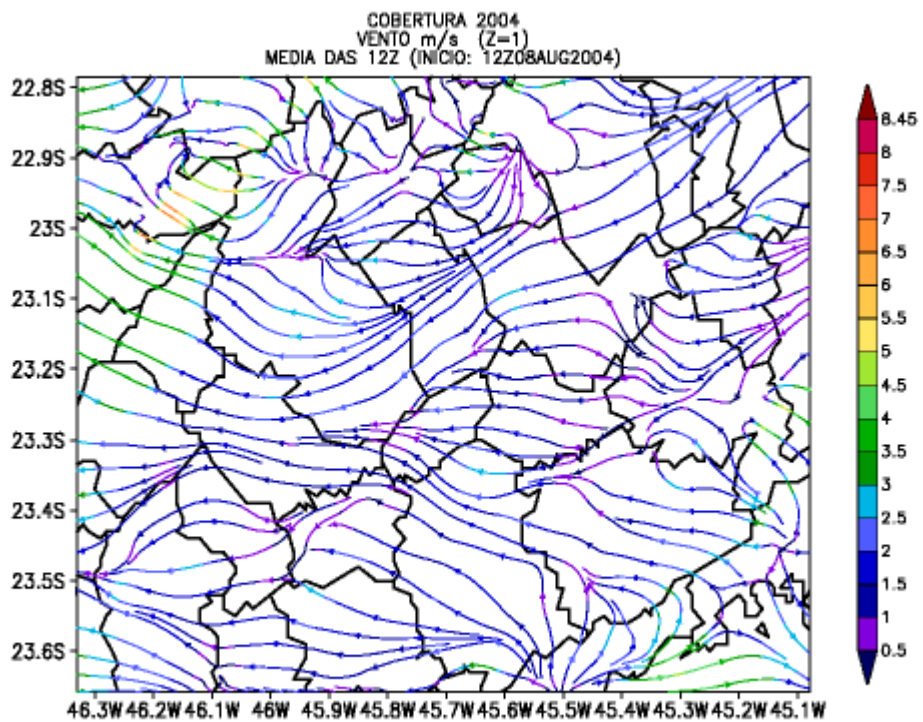 COBERTURA 2004
VENTO m/s (Z=1)
MEDIA DAS 12Z (INICIO: 12Z08AUG2004)
22.8S
22.9S
23S
23.1S
23.2S
23.3S
23.4S
23.5S
23.6S
46.3W 46.2W 46.1W 46W 45.9W 45.8W 45.7W 45.6W 45.5W 45.4W 45.3W 45.2W 45.1W
8.45
8
7.5
7
6.5
6
5.5
5
4.5
4
3.5
3
2.5
2
1.5
1
0.5